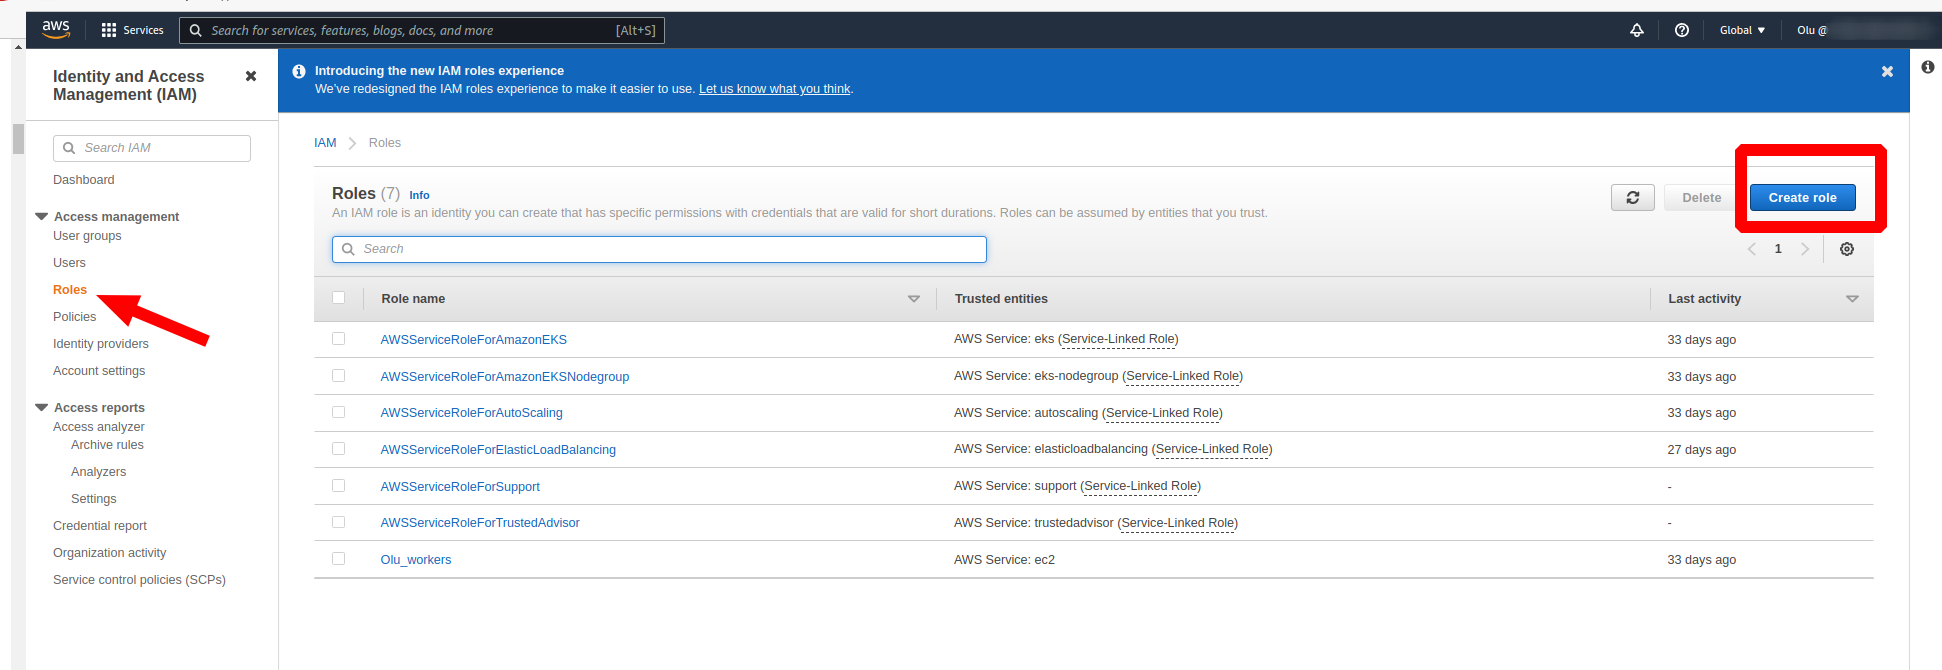 aws
Services
Search for services, features, blogs, docs, and more
[Alt+S]
Global
Olu @
Identity and Access
Management (IAM)
Search IAM
Dashboard
Access management
User groups
Users
Roles
Policies
Identity providers
Account settings
Access reports
Access analyzer
Archive rules
Analyzers
Settings
Credential report
Organization activity
Service control policies (SCPs)
Introducing the new IAM roles experience
We've redesigned the IAM roles experience to make it easier to use. Let us know what you think.
IAM Roles
Roles (7) Info
An IAM role is an identity you can create that has specific permissions with credentials that are valid for short durations. Roles can be assumed by entities that you trust.
Delete
Create role
Search
1
Role name Trusted entities Last activity
AWSServiceRoleForAmazonEKS AWS Service: eks (Service-Linked Role) 33 days ago
AWSServiceRoleForAmazonEKSNodegroup AWS Service: eks-nodegroup (Service-Linked Role) 33 days ago
AWSServiceRoleForAutoScaling AWS Service: autoscaling (Service-Linked Role) 33 days ago
AWSServiceRoleForElasticLoadBalancing AWS Service: elasticloadbalancing (Service-Linked Role) 27 days ago
AWSServiceRoleForSupport AWS Service: support (Service-Linked Role) -
AWSServiceRoleForTrustedAdvisor AWS Service: trustedadvisor (Service-Linked Role) -
Olu_workers AWS Service: ec2 33 days ago